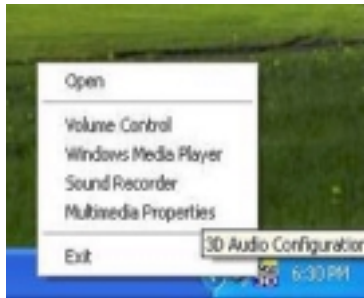 Open
Volume Control
Windows Media Player
Sound Recorder
Multimedia Properties
3D Audio Configuration
Exit
6:30 PM